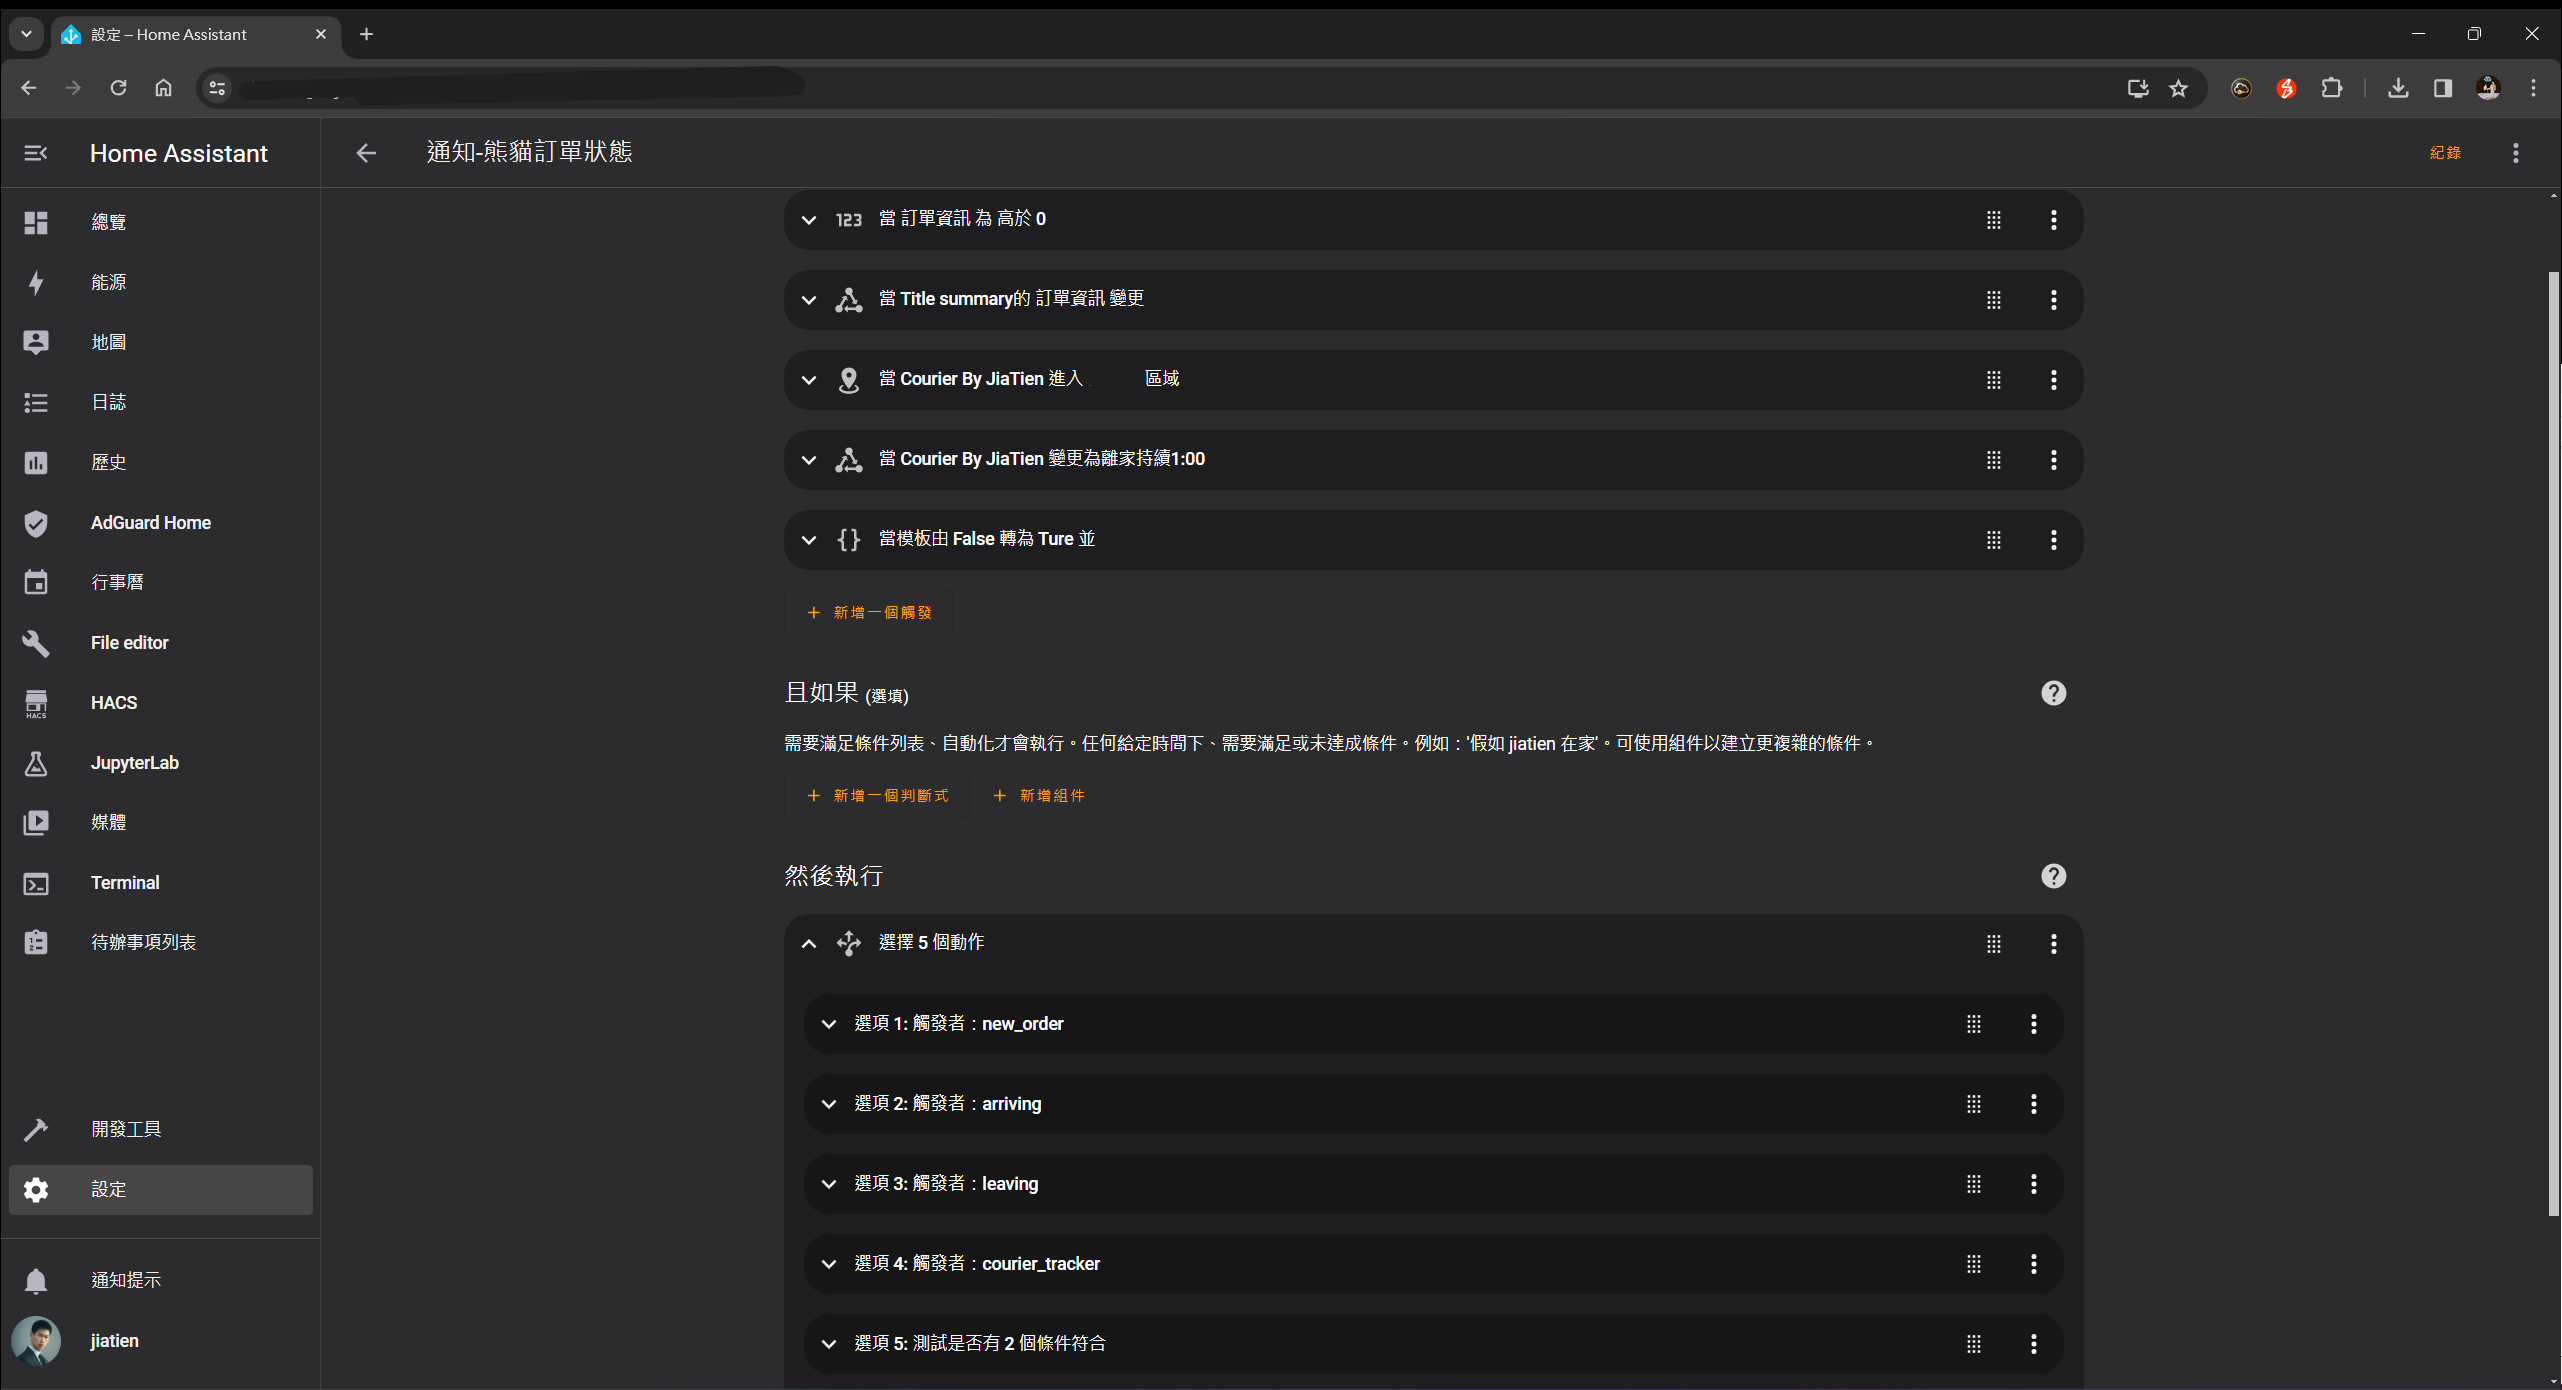 設定 – Home Assistant
Home Assistant
通知-熊貓訂單狀態
紀錄
總覽
能源
地圖
日誌
歷史
AdGuard Home
行事曆
File editor
HACS
HACS
JupyterLab
媒體
Terminal
待辦事項列表
開發工具
設定
通知提示
jiatien
123 當 訂單資訊 為 高於 0
當 Title summary的 訂單資訊 變更
當 Courier By JiaTien 進入 區域
當 Courier By JiaTien 變更為離家持續1:00
{} 當模板由 False 轉為 Ture 並
+ 新增一個觸發
且如果 (選填)
需要滿足條件列表、自動化才會執行。任何給定時間下、需要滿足或未達成條件。例如：'假如 jiatien 在家'。可使用組件以建立更複雜的條件。
+ 新增一個判斷式 + 新增組件
然後執行
選擇 5 個動作
選項 1: 觸發者：new_order
選項 2: 觸發者：arriving
選項 3: 觸發者：leaving
選項 4: 觸發者：courier_tracker
選項 5: 測試是否有 2 個條件符合